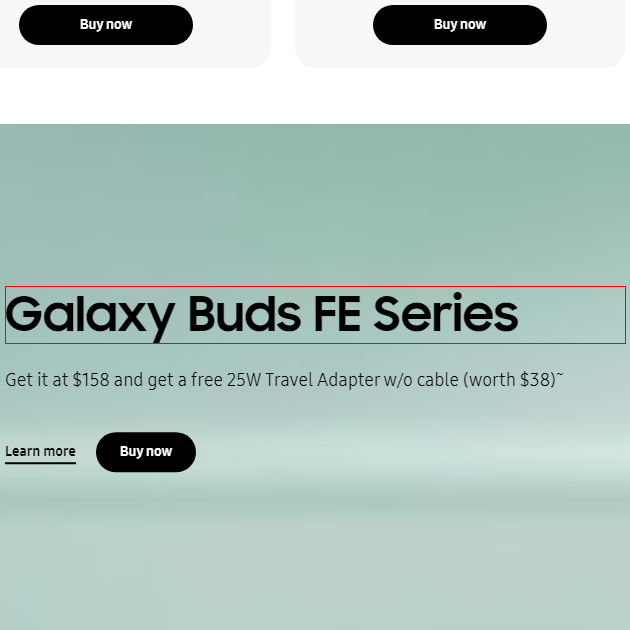 Buy now
Buy now
Galaxy Buds FE Series
Get it at $158 and get a free 25W Travel Adapter w/o cable (worth $38)~
Learn more
Buy now